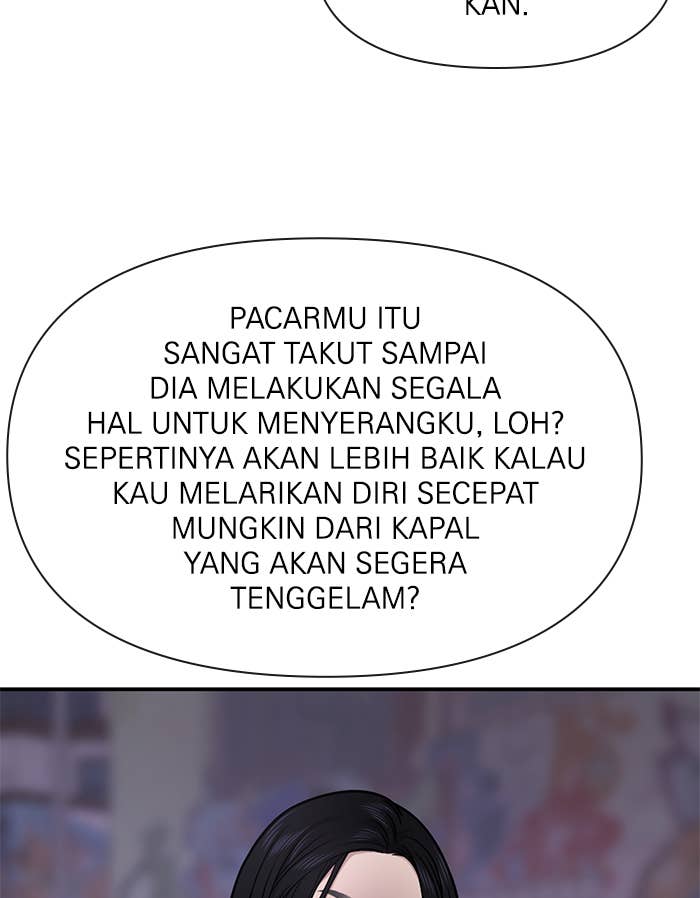 KAN.
PACARMU ITU
SANGAT TAKUT SAMPAI
DIA MELAKUKAN SEGALA
HAL UNTUK MENYERANGKU, LOH?
SEPERTINYA AKAN LEBIH BAIK KALAU
KAU MELARIKAN DIRI SECEPAT
MUNGKIN DARI KAPAL
YANG AKAN SEGERA
TENGGELAM?